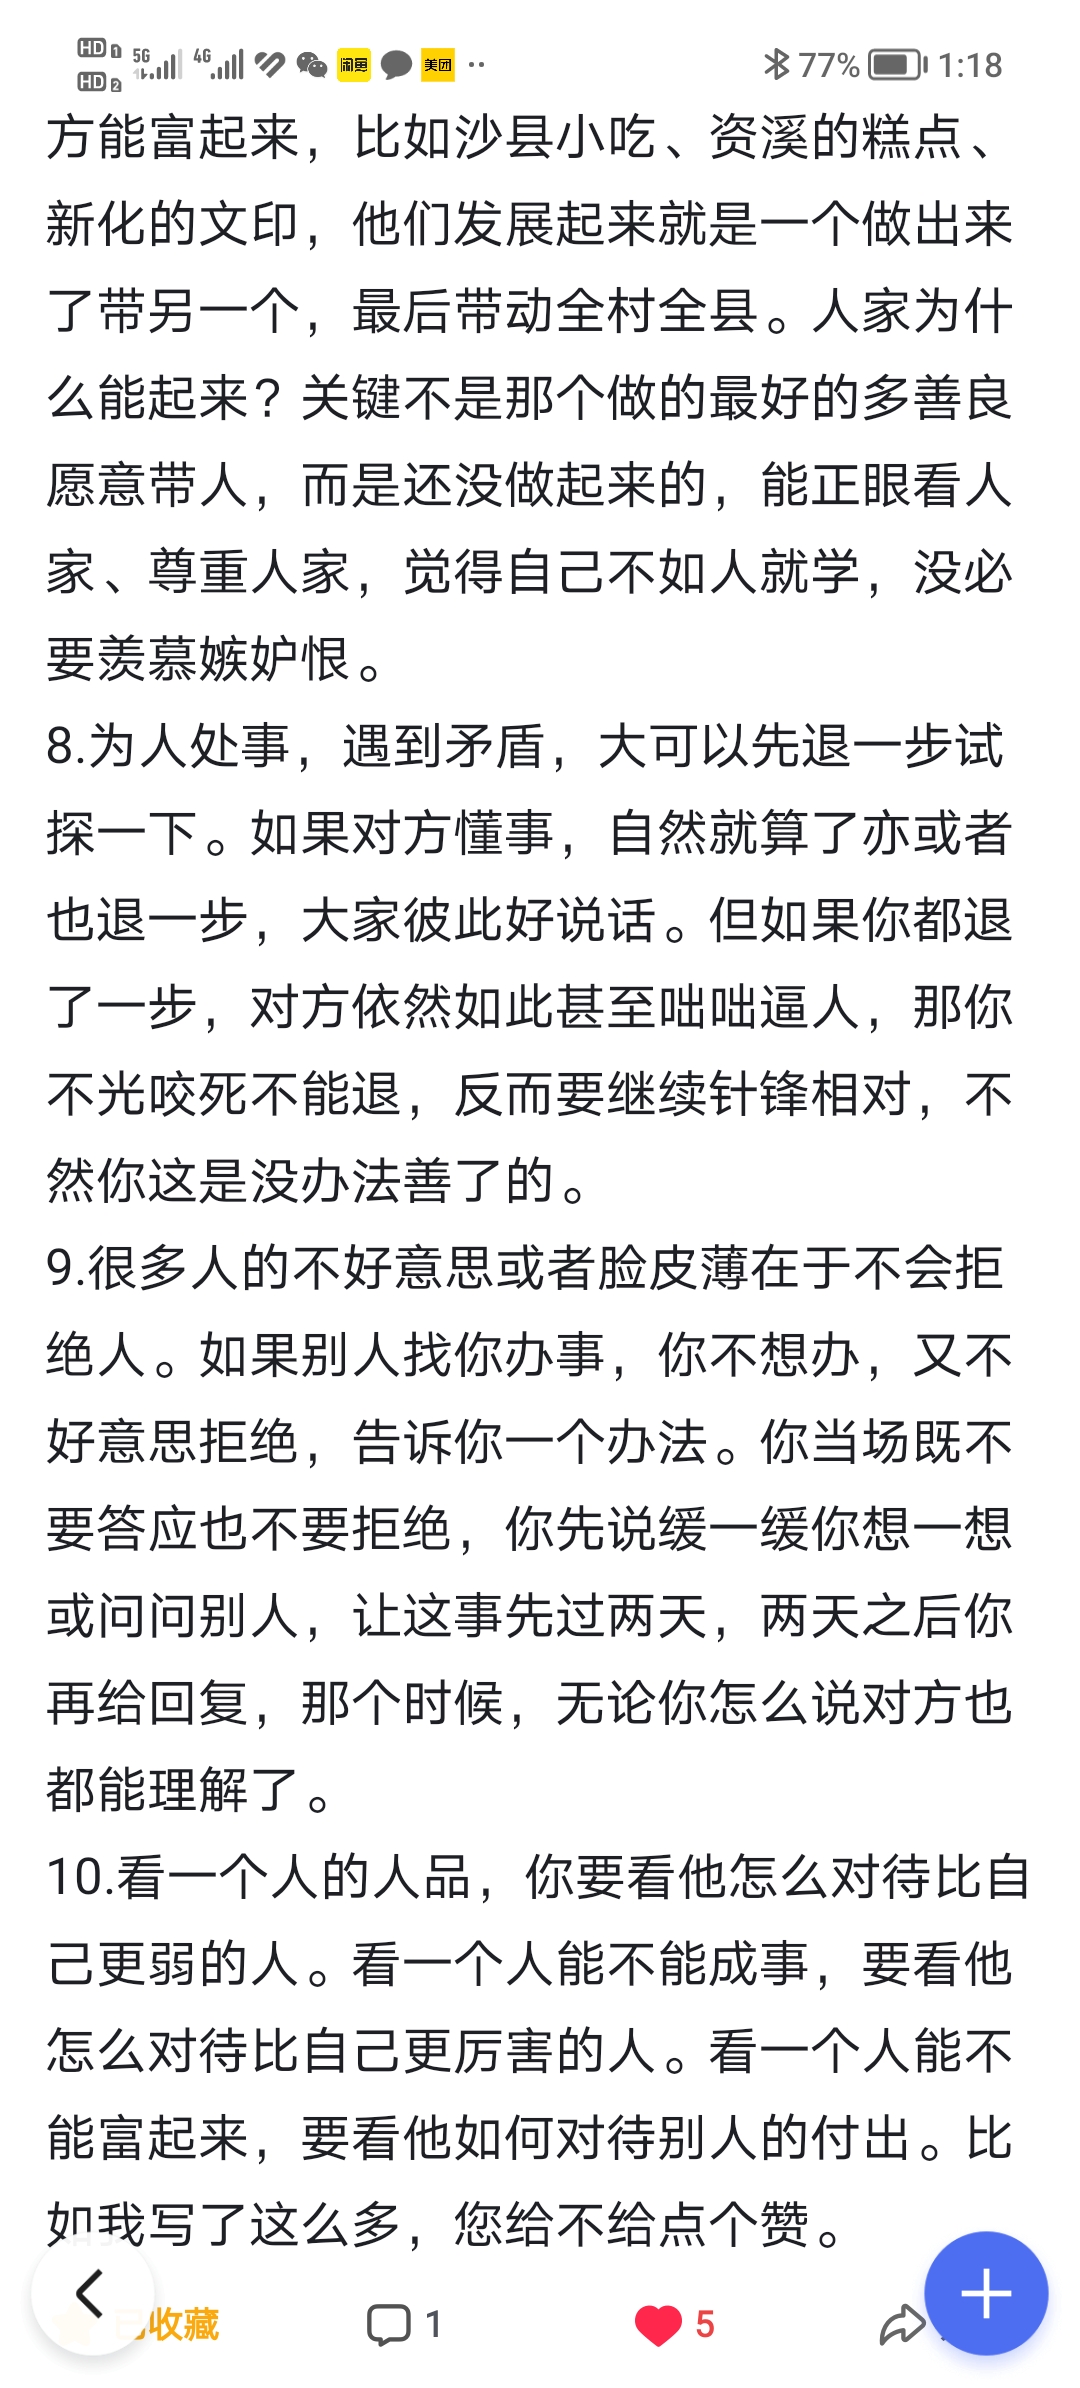 HD 1 5G 4G 闲鱼 美团 77% 1:18
HD 2
方能富起来，比如沙县小吃、资溪的糕点、
新化的文印，他们发展起来就是一个做出来
了带另一个，最后带动全村全县。人家为什
么能起来？关键不是那个做的最好的多善良
愿意带人，而是还没做起来的，能正眼看人
家、尊重人家，觉得自己不如人就学，没必
要羡慕嫉妒恨。
8.为人处事，遇到矛盾，大可以先退一步试
探一下。如果对方懂事，自然就算了亦或者
也退一步，大家彼此好说话。但如果你都退
了一步，对方依然如此甚至咄咄逼人，那你
不光咬死不能退，反而要继续针锋相对，不
然你这是没办法善了的。
9.很多人的不好意思或者脸皮薄在于不会拒
绝人。如果别人找你办事，你不想办，又不
好意思拒绝，告诉你一个办法。你当场既不
要答应也不要拒绝，你先说缓一缓你想一想
或问问别人，让这事先过两天，两天之后你
再给回复，那个时候，无论你怎么说对方也
都能理解了。
10.看一个人的人品，你要看他怎么对待比自
己更弱的人。看一个人能不能成事，要看他
怎么对待比自己更厉害的人。看一个人能不
能富起来，要看他如何对待别人的付出。比
如我写了这么多，您给不给点个赞。
已收藏 1 5